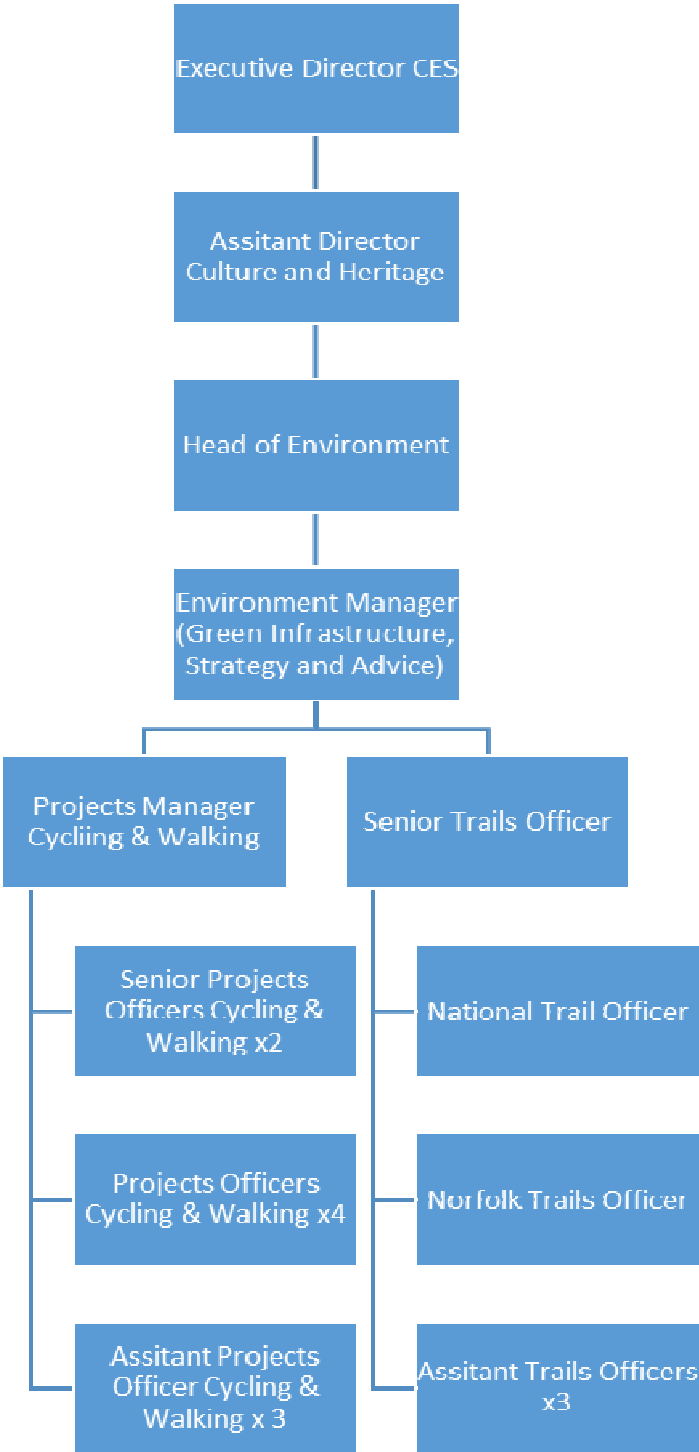 Executive Director CES
Assitant Director
Culture and Heritage
Head of Environment
Environment Manager
(Green Infrastructure,
Strategy and Advice)
Projects Manager
Cycliing & Walking
Senior Trails Officer
Senior Projects
Officers Cycling &
Walking x2
National Trail Officer
Projects Officers
Cycling & Walking x4
Norfolk Trails Officer
Assitant Projects
Officer Cycling &
Walking x 3
Assitant Trails Officers
x3